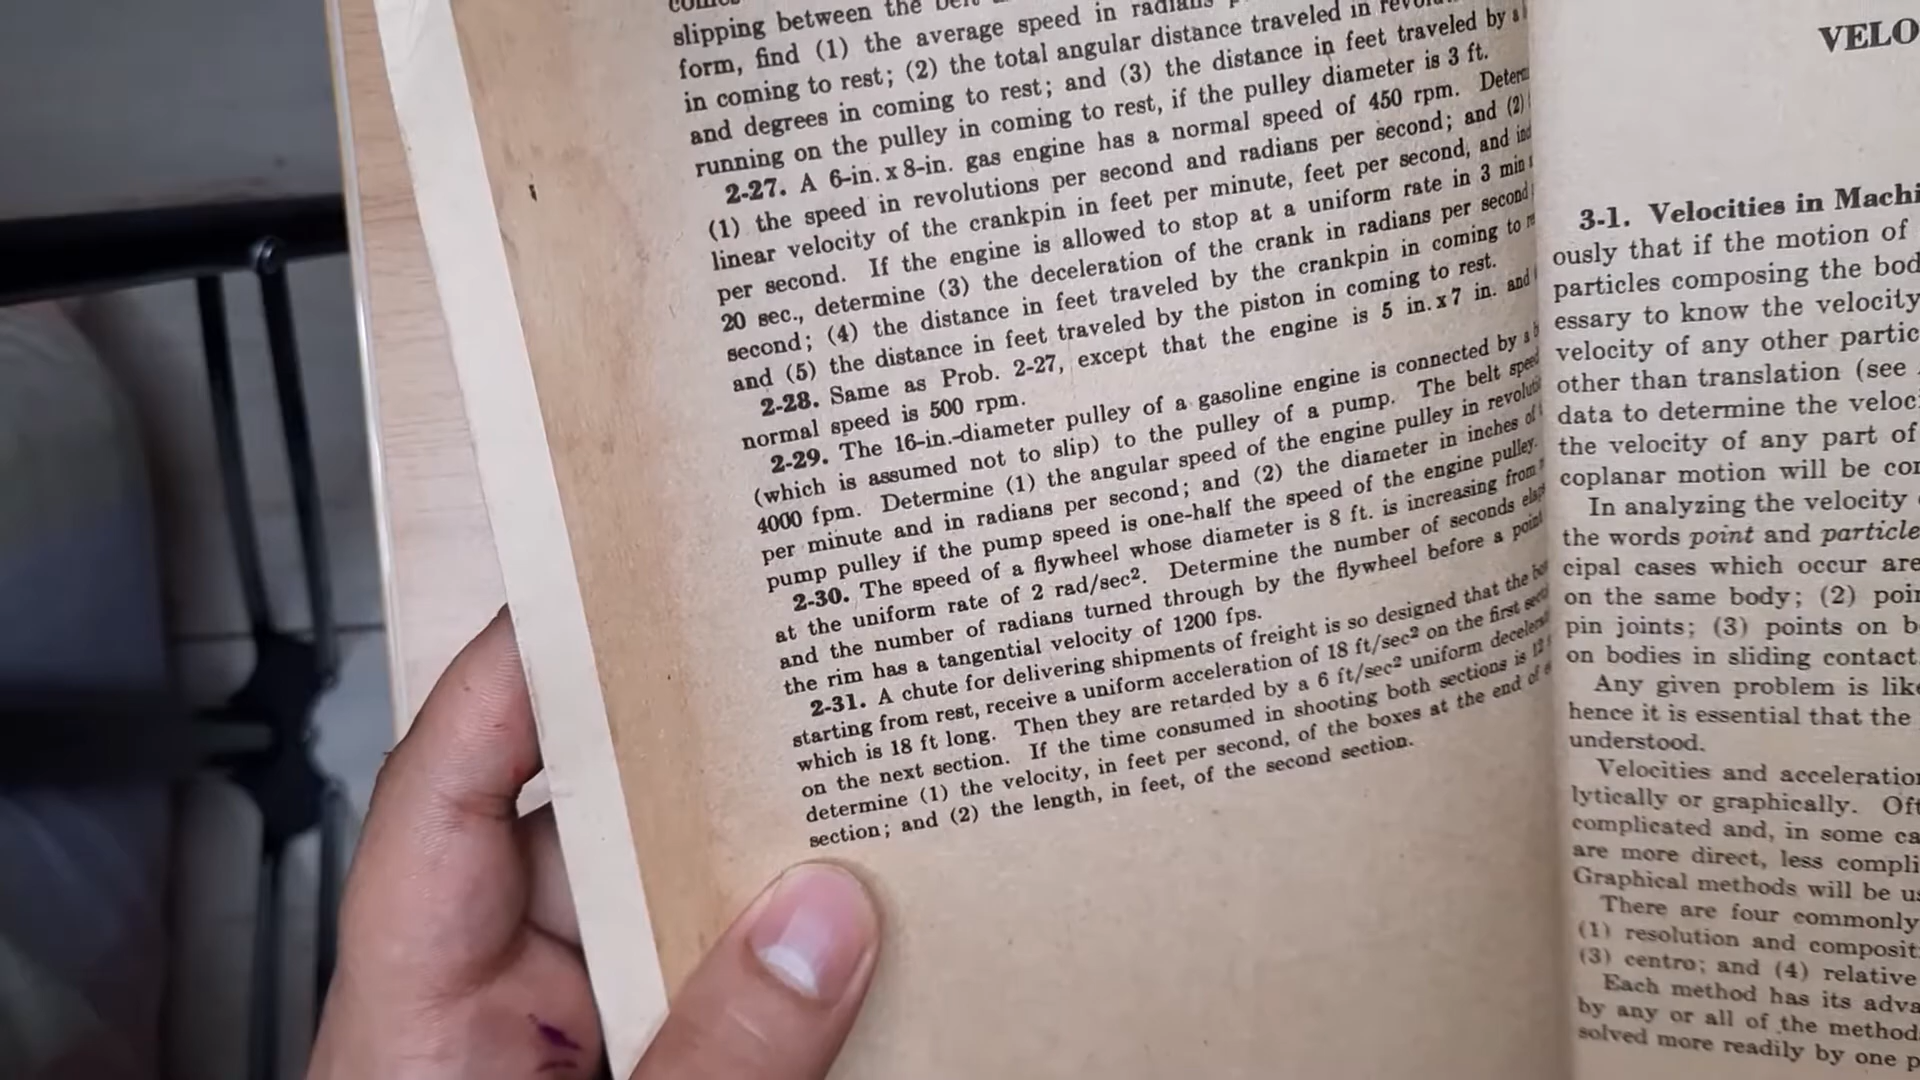 slipping between the
form, find (1) the average speed in radians
in coming to rest; (2) the total angular distance traveled in
and degrees in coming to rest; and (3) the distance in feet traveled by a
running on the pulley in coming to rest, if the pulley diameter is 3 ft.
2-27. A 6-in. x 8-in. gas engine has a normal speed of 450 rpm. Determ
(1) the speed in revolutions per second and radians per second; and (2)
linear velocity of the crankpin in feet per minute, feet per second, and in
per second. If the engine is allowed to stop at a uniform rate in 3 min
20 sec., determine (3) the deceleration of the crank in radians per second
second; (4) the distance in feet traveled by the crankpin in coming to
and (5) the distance in feet traveled by the piston in coming to rest.
2-28. Same as Prob. 2-27, except that the engine is 5 in. x 7 in. and
normal speed is 500 rpm.
2-29. The 16-in.-diameter pulley of a gasoline engine is connected by a
(which is assumed not to slip) to the pulley of a pump. The belt speed
4000 fpm. Determine (1) the angular speed of the engine pulley in
per minute and in radians per second; and (2) the diameter in inches of
pump pulley if the pump speed is one-half the speed of the engine pulley.
2-30. The speed of a flywheel whose diameter is 8 ft. is increasing from
at the uniform rate of 2 rad/sec². Determine the number of seconds
and the number of radians turned through by the flywheel before a point
the rim has a tangential velocity of 1200 fps.
2-31. A chute for delivering shipments of freight is so designed that the
starting from rest, receive a uniform acceleration of 18 ft/sec² on the first
which is 18 ft long. Then they are retarded by a 6 ft/sec² uniform
on the next section. If the time consumed in shooting both sections is
determine (1) the velocity, in feet per second, of the boxes at the end of
section; and (2) the length, in feet, of the second section.
VELO
3-1. Velocities in Machi
ously that if the motion of
particles composing the bod
essary to know the velocity
velocity of any other partic
other than translation (see
data to determine the veloc
the velocity of any part of
coplanar motion will be con
In analyzing the velocity
the words point and particle
cipal cases which occur are
on the same body; (2) poin
pin joints; (3) points on b
on bodies in sliding contact
Any given problem is like
hence it is essential that the
understood.
Velocities and acceleration
lytically or graphically. Oft
complicated and, in some ca
are more direct, less compli
Graphical methods will be us
There are four commonly
(1) resolution and composit
(3) centro; and (4) relative
Each method has its adva
by any or all of the method
solved more readily by one p